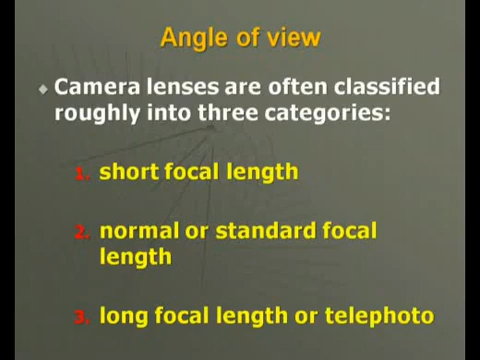 Angle of view
Camera lenses are often classified
roughly into three categories:
1. short focal length
2. normal or standard focal
length
3. long focal length or telephoto